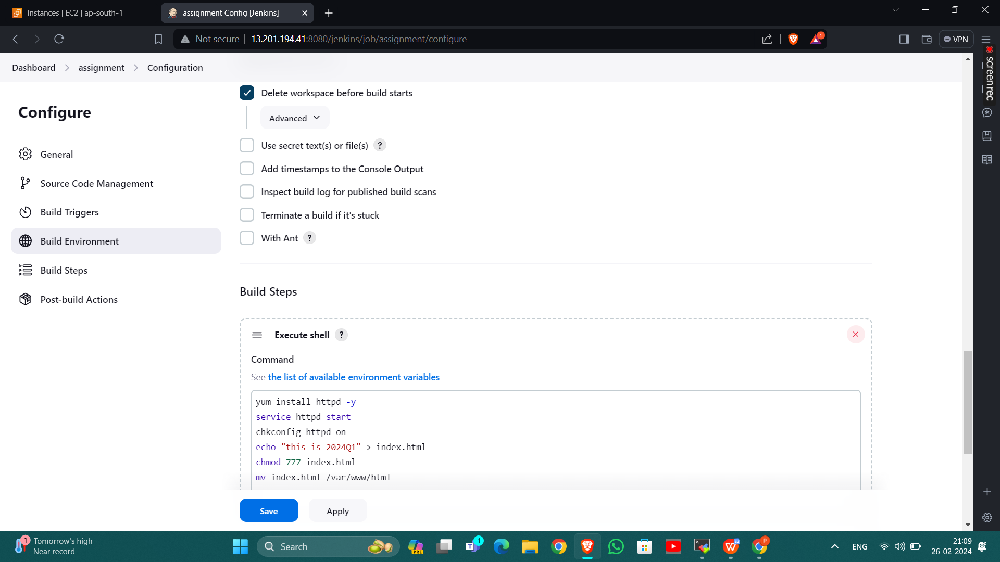 Instances | EC2 | ap-south-1
assignment Config [Jenkins]
Not secure
13.201.194.41:8080/jenkins/job/assignment/configure
1
VPN
screenrec
Dashboard
assignment
Configuration
Configure
General
Source Code Management
Build Triggers
Build Environment
Build Steps
Post-build Actions
Delete workspace before build starts
Advanced
Use secret text(s) or file(s) ?
Add timestamps to the Console Output
Inspect build log for published build scans
Terminate a build if it's stuck
With Ant ?
Build Steps
Execute shell ?
Command
See the list of available environment variables
yum install httpd -y
service httpd start
chkconfig httpd on
echo "this is 2024Q1" > index.html
chmod 777 index.html
mv index.html /var/www/html
Save
Apply
1
Tomorrow's high
Near record
Search
PRE
T
1
W
W
P
ENG
21:09
26-02-2024